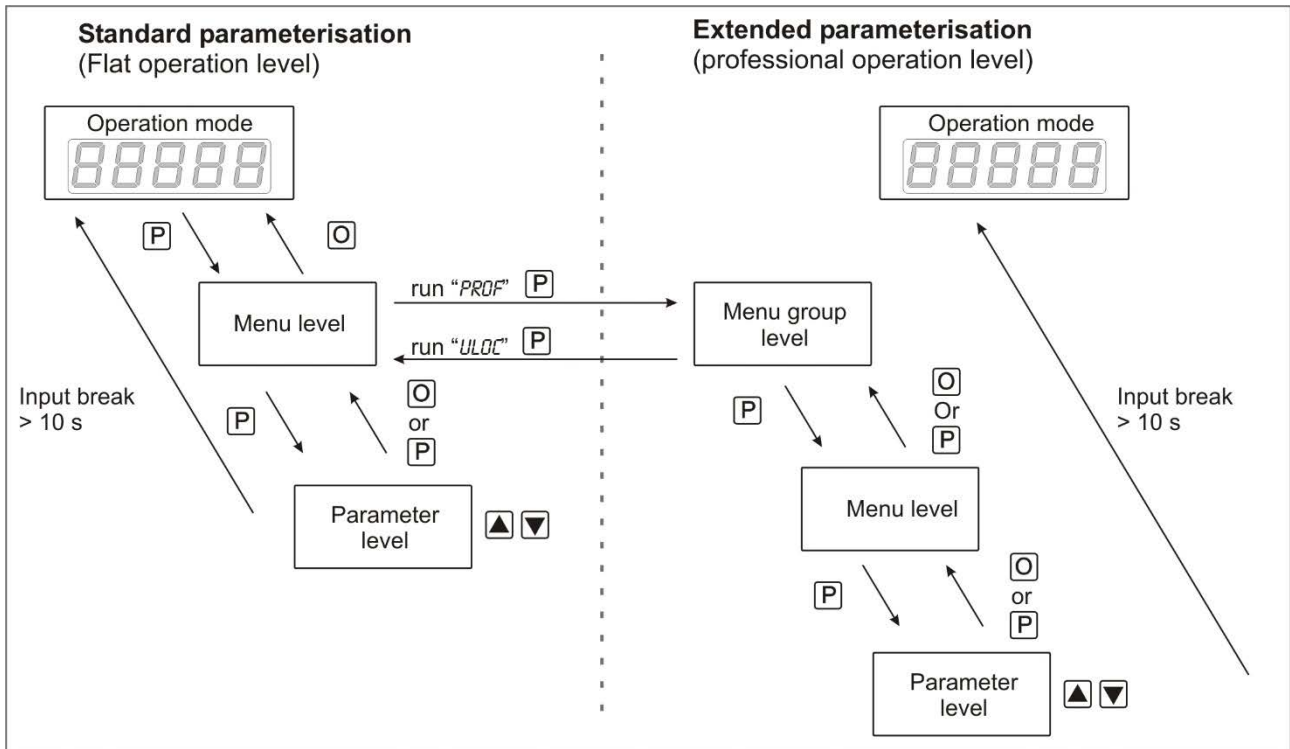 Standard parameterisation
(Flat operation level)
Operation mode
88888
P
O
Menu level
run “PROF” P
run “ULOC” P
Input break
> 10 s
P
O
or
P
Parameter
level
▲ ▼
Extended parameterisation
(professional operation level)
Operation mode
88888
Menu group
level
P
O
Or
P
Input break
> 10 s
Menu level
P
O
or
P
Parameter
level
▲ ▼